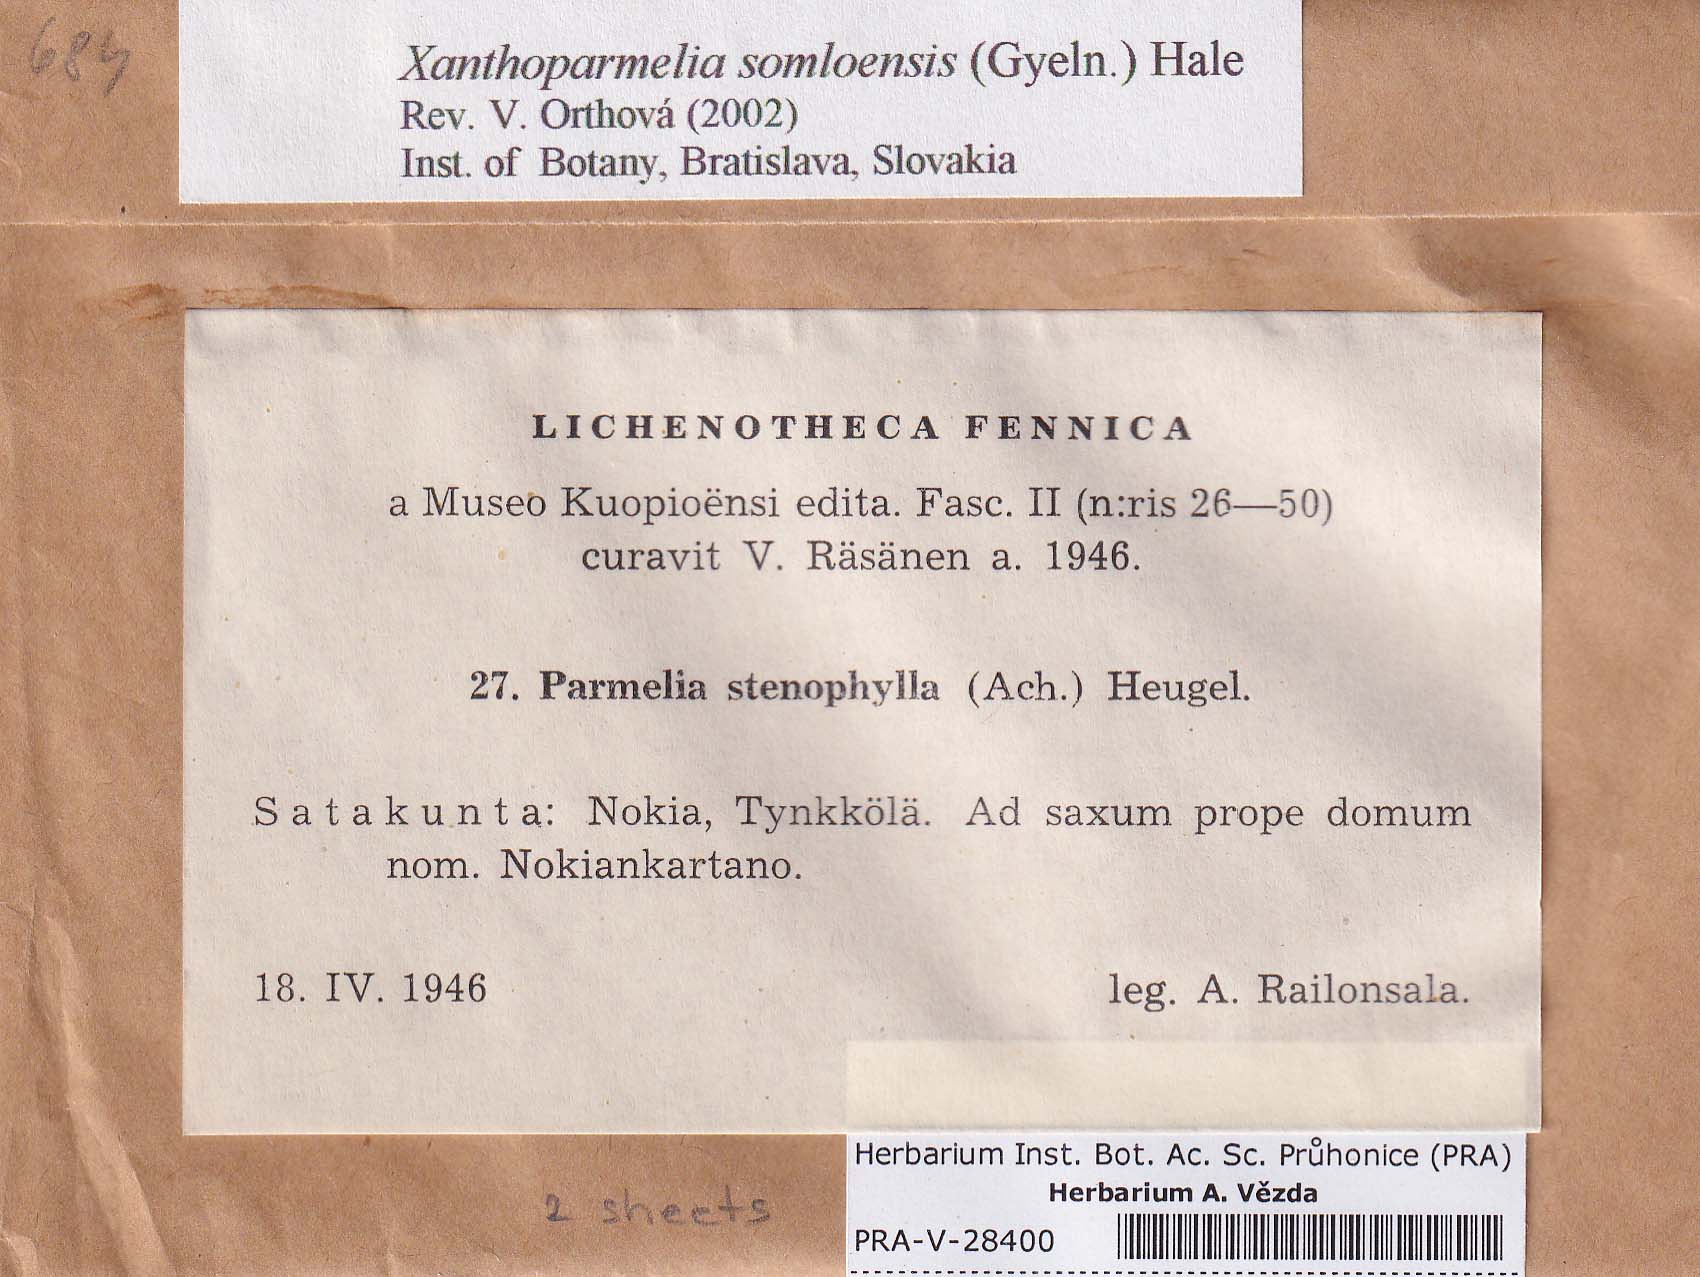 684
Xanthoparmelia somloensis (Gyeln.) Hale
Rev. V. Orthová (2002)
Inst. of Botany, Bratislava, Slovakia
LICHENOTHECA FENNICA
a Museo Kuopioënsi edita. Fasc. II (n:ris 26—50)
curavit V. Räsänen a. 1946.
27. Parmelia stenophylla (Ach.) Heugel.
Satakunta: Nokia, Tynkkölä. Ad saxum prope domum
nom. Nokiankartano.
18. IV. 1946 leg. A. Railonsala.
2 sheets
Herbarium Inst. Bot. Ac. Sc. Průhonice (PRA)
Herbarium A. Vězda
PRA-V-28400